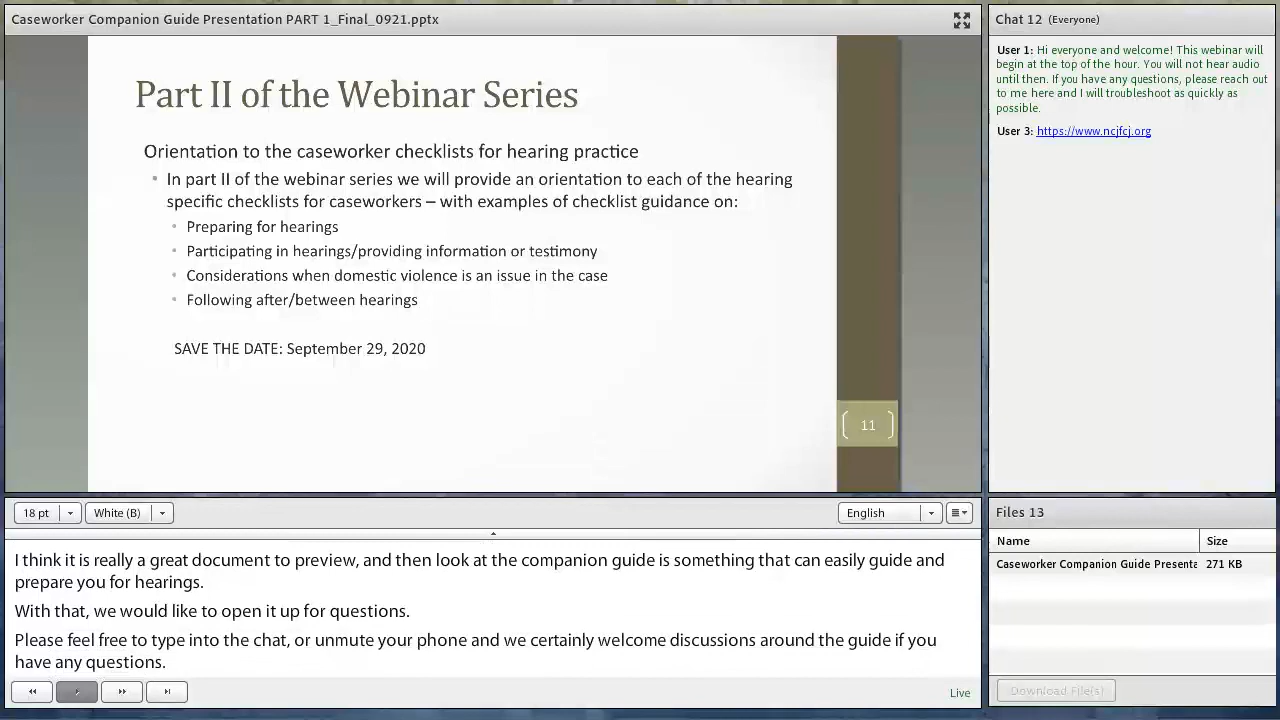 Caseworker Companion Guide Presentation PART 1_Final_0921.pptx
Part II of the Webinar Series
Orientation to the caseworker checklists for hearing practice
• In part II of the webinar series we will provide an orientation to each of the hearing
specific checklists for caseworkers – with examples of checklist guidance on:
• Preparing for hearings
• Participating in hearings/providing information or testimony
• Considerations when domestic violence is an issue in the case
• Following after/between hearings
SAVE THE DATE: September 29, 2020
11
Chat 12 (Everyone)
User 1: Hi everyone and welcome! This webinar will
begin at the top of the hour. You will not hear audio
until then. If you have any questions, please reach out
to me here and I will troubleshoot as quickly as
possible.
User 3: https://www.ncjfcj.org
18 pt
White (B)
English
I think it is really a great document to preview, and then look at the companion guide is something that can easily guide and
prepare you for hearings.
With that, we would like to open it up for questions.
Please feel free to type into the chat, or unmute your phone and we certainly welcome discussions around the guide if you
have any questions.
Live
Files 13
Name Size
Caseworker Companion Guide Presenta 271 KB
Download File(s)